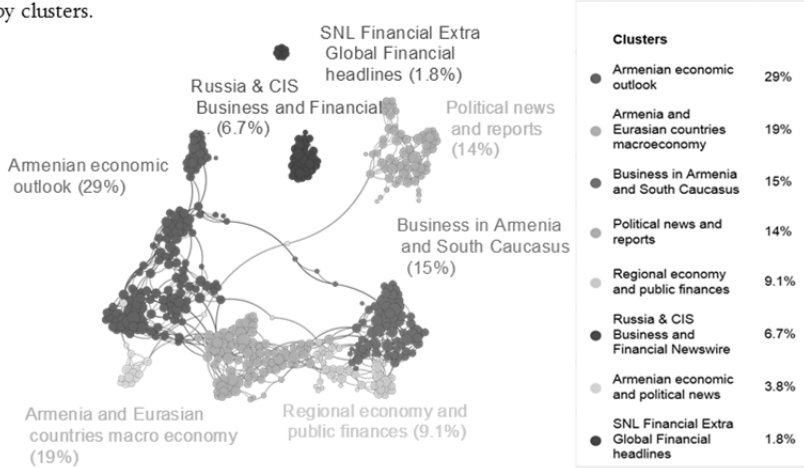 by clusters.
SNL Financial Extra
Global Financial
headlines (1.8%)
Russia & CIS
Business and Financial
(6.7%)
Political news
and reports
(14%)
Armenian economic
outlook (29%)
Business in Armenia
and South Caucasus
(15%)
Armenia and Eurasian
countries macro economy
(19%)
Regional economy and
public finances (9.1%)
Clusters
Armenian economic
outlook 29%
Armenia and
Eurasian countries 19%
macroeconomy
Business in Armenia 15%
and South Caucasus
Political news and 14%
reports
Regional economy 9.1%
and public finances
Russia & CIS
Business and 6.7%
Financial Newswire
Armenian economic 3.8%
and political news
SNL Financial Extra
Global Financial 1.8%
headlines